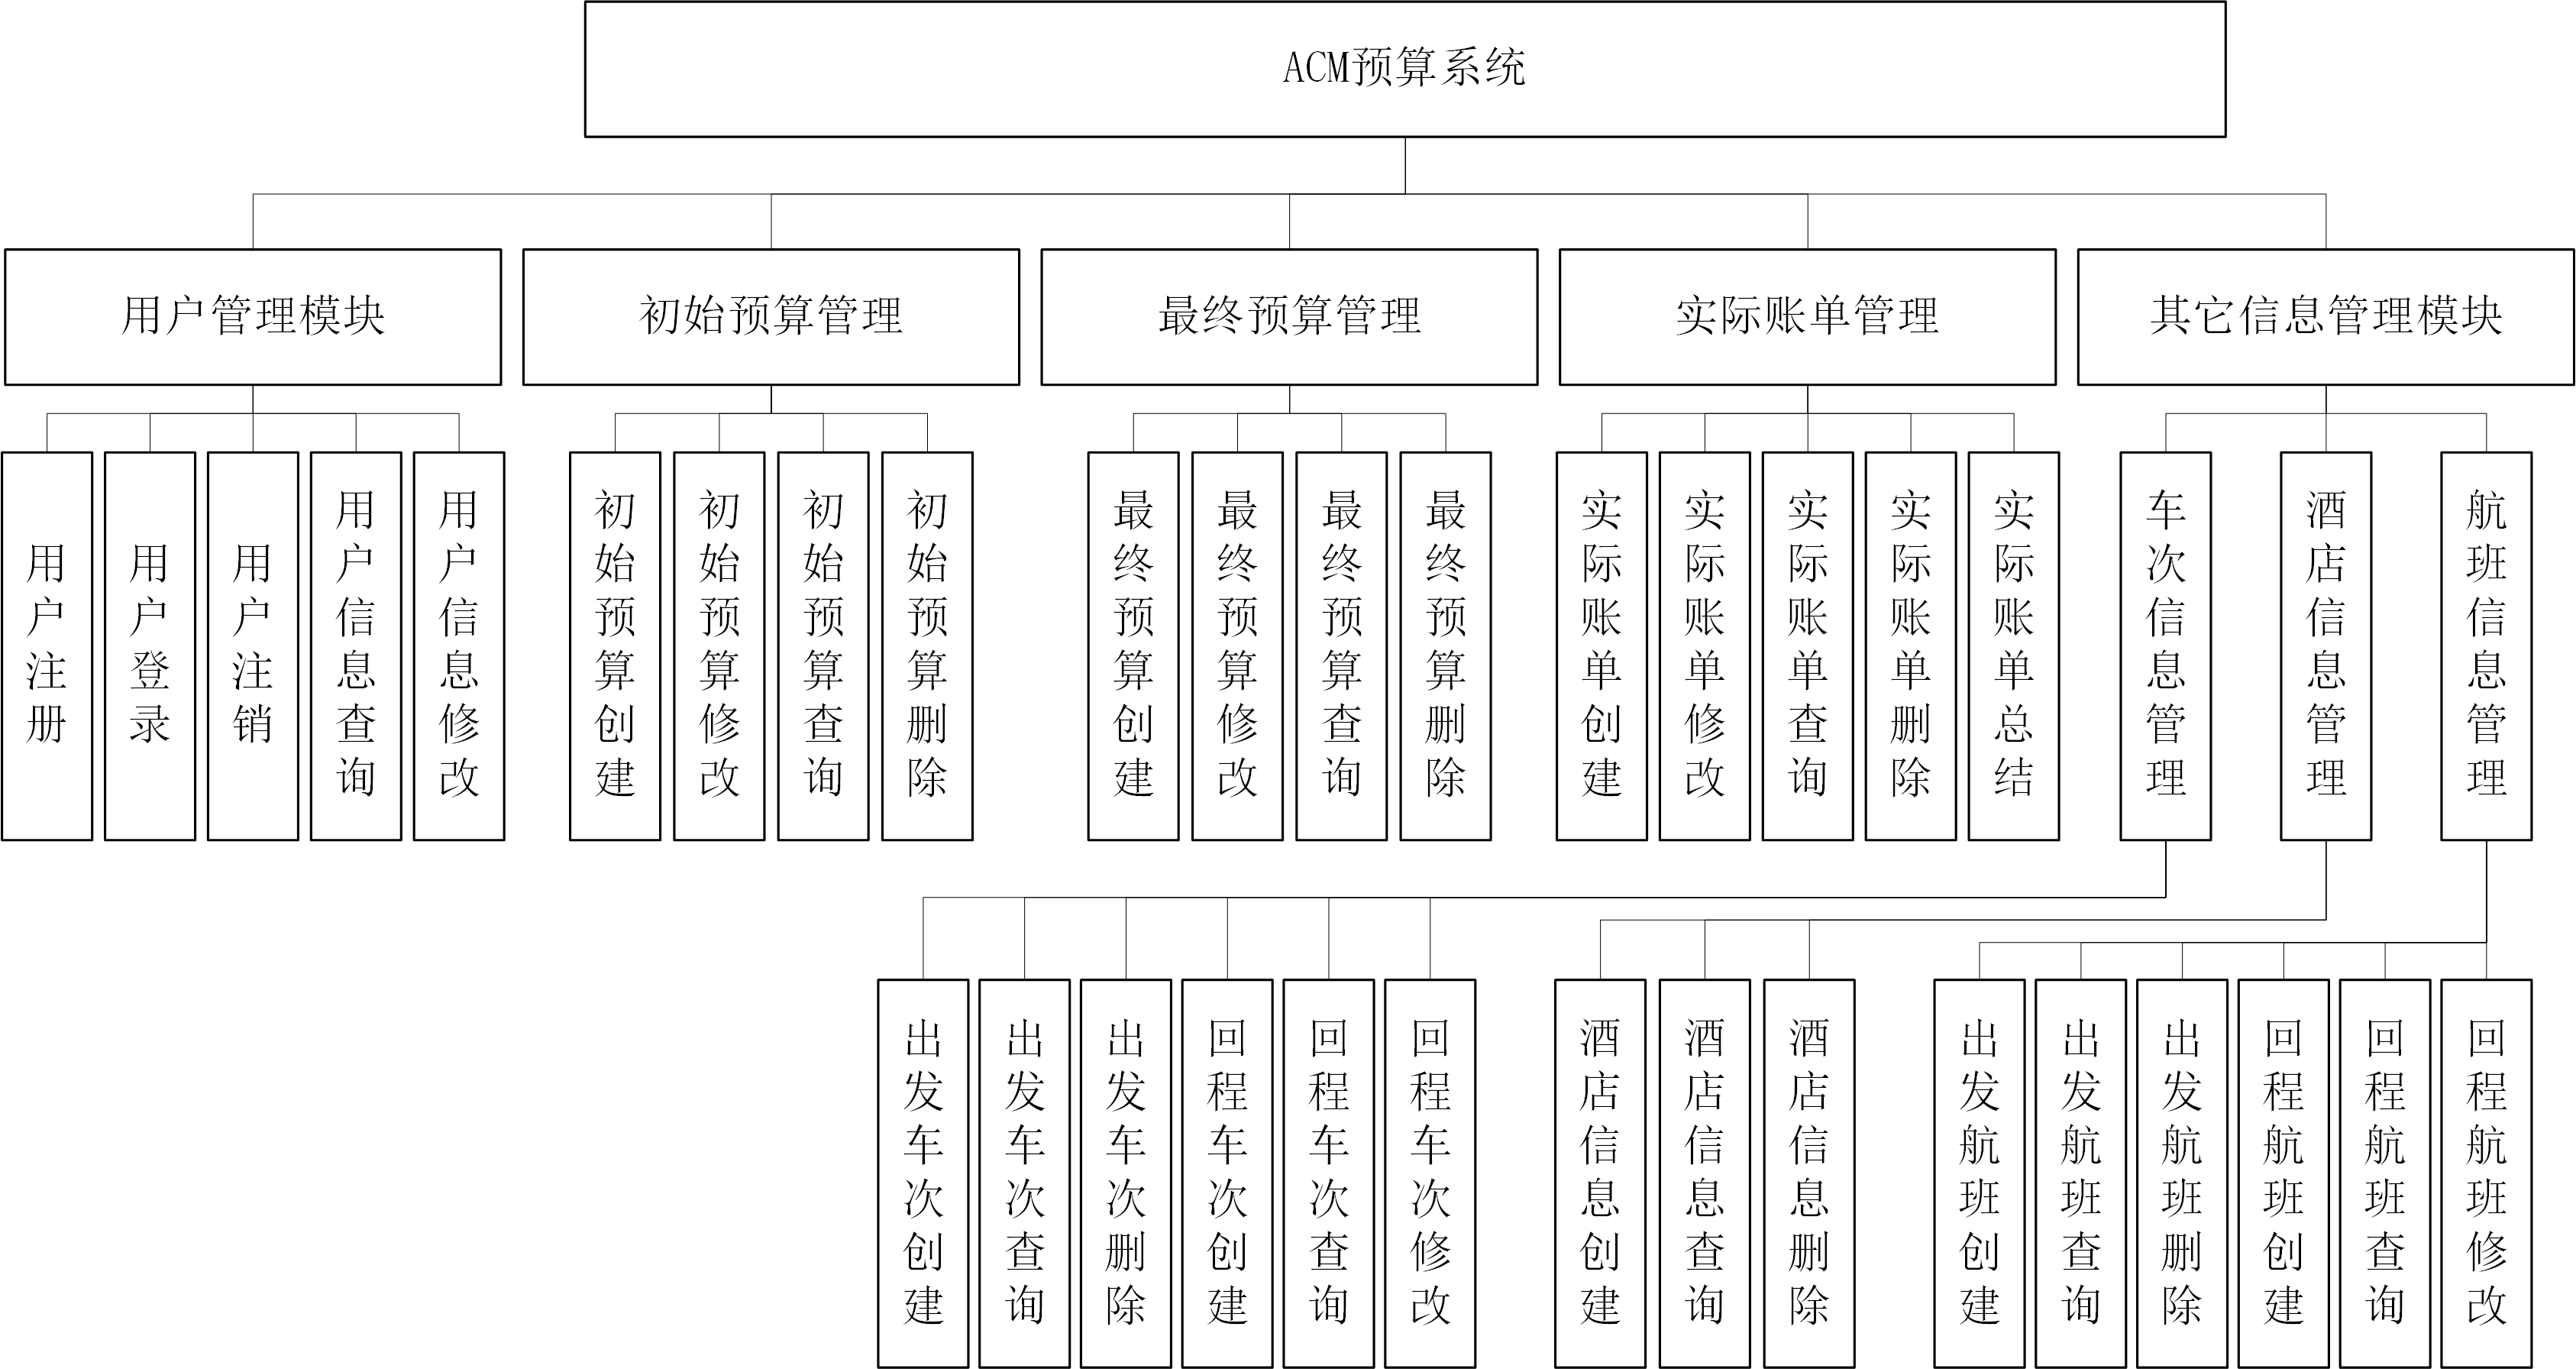 ACM预算系统
用户管理模块
初始预算管理
最终预算管理
实际账单管理
其它信息管理模块
用户注册
用户登录
用户注销
用户信息查询
用户信息修改
初始预算创建
初始预算修改
初始预算查询
初始预算删除
最终预算创建
最终预算修改
最终预算查询
最终预算删除
实际账单创建
实际账单修改
实际账单查询
实际账单删除
实际账单总结
车次信息管理
酒店信息管理
航班信息管理
出发车次创建
出发车次查询
出发车次删除
回程车次创建
回程车次查询
回程车次修改
酒店信息创建
酒店信息查询
酒店信息删除
出发航班创建
出发航班查询
出发航班删除
回程航班创建
回程航班查询
回程航班修改